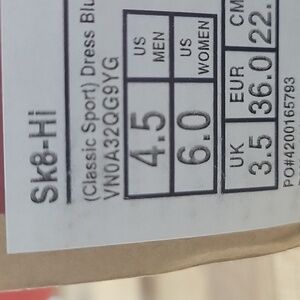 Sk8-Hi
(Classic Sport) Dress Blu
VN0A32QG9YG
US MEN
4.5
US WOMEN
6.0
UK
3.5
EUR
36.0
CM
22.
PO#4200165793